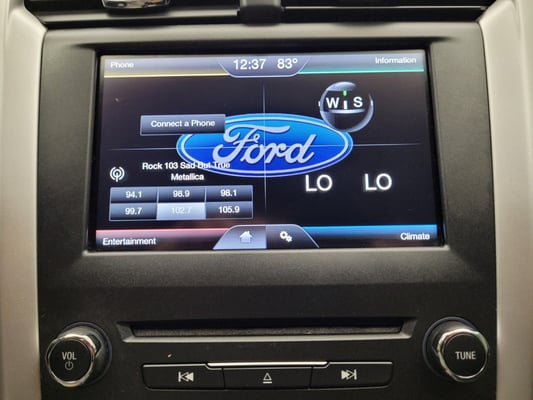 Phone
12:37 83°
Information
W I S
Connect a Phone
Ford
Rock 103 Sad But True
Metallica
LO LO
94.1 98.9 98.1
99.7 102.7 105.9
Entertainment
Climate
VOL
TUNE